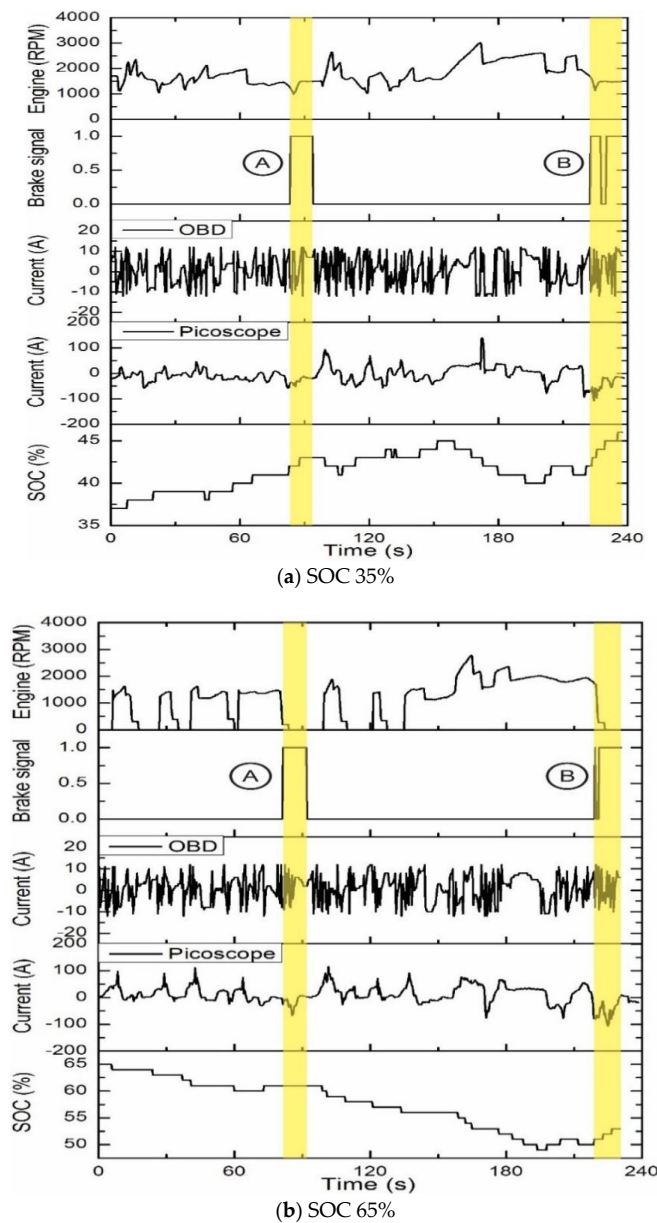 4000
3000
2000
1000
0
Engine (RPM)
1.0
0.5
0.0
Brake signal
A
B
OBD
20
10
0
-10
-20
Current (A)
Picoscope
200
100
0
-100
-200
Current (A)
45
40
35
SOC (%)
0 60 120 180 240
Time (s)
(a) SOC 35%
4000
3000
2000
1000
0
Engine (RPM)
1.0
0.5
0.0
Brake signal
A
B
OBD
20
10
0
-10
-20
Current (A)
Picoscope
200
100
0
-100
-200
Current (A)
65
60
55
50
SOC (%)
0 60 120 180 240
Time (s)
(b) SOC 65%